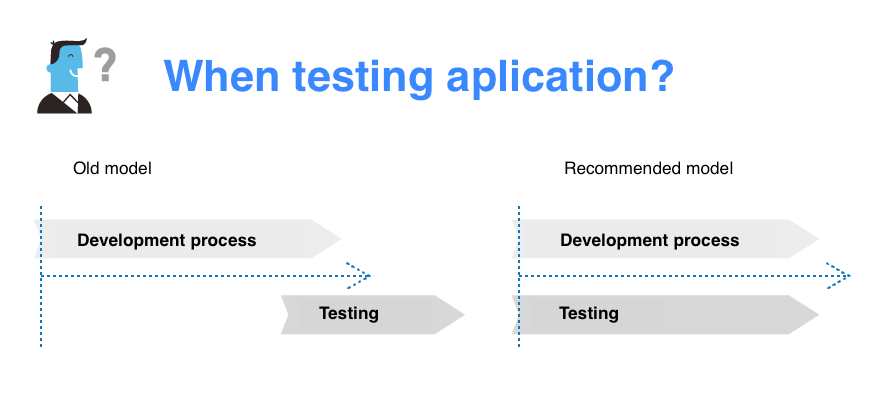 ?
When testing aplication?
Old model
Recommended model
Development process
Development process
Testing
Testing